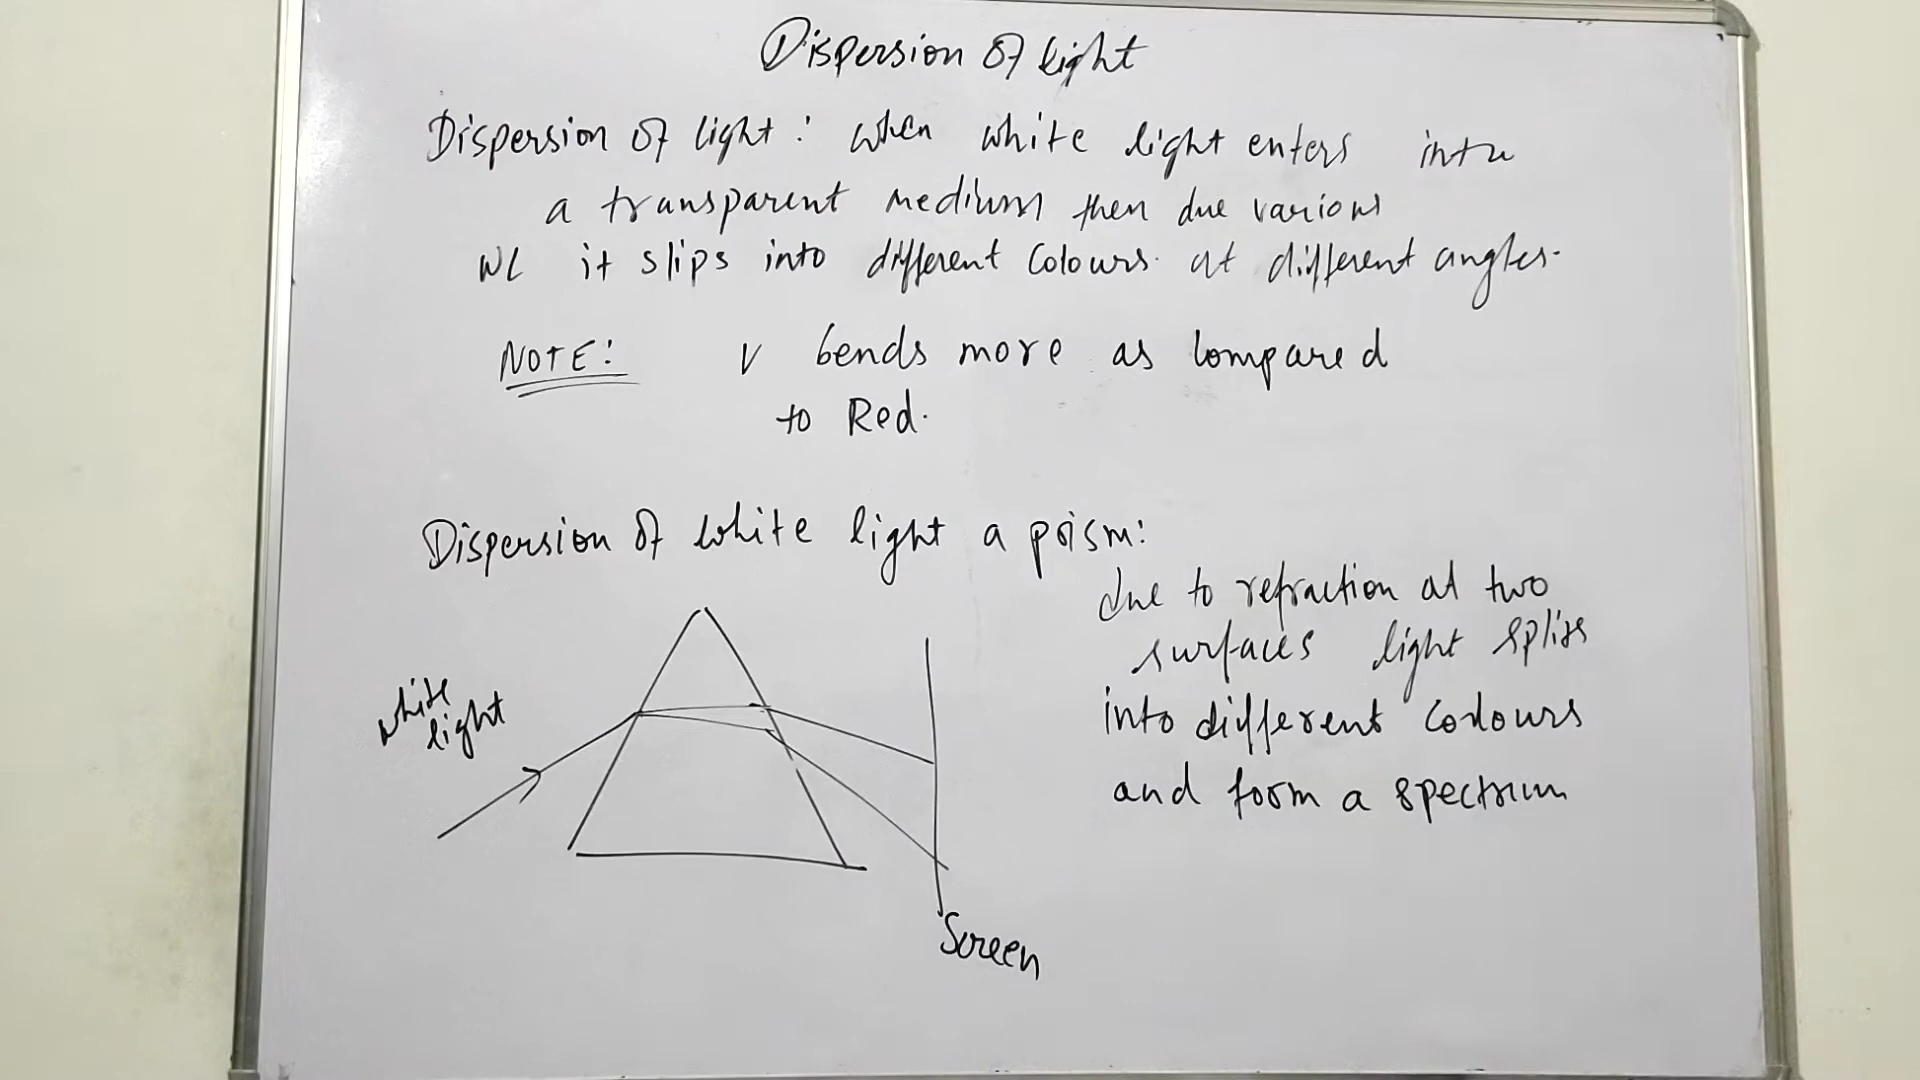 Dispersion of light
Dispersion of light: when white light enters into
a transparent medium then due various
WL it slips into different Colours. at different angles.
NOTE: V bends more as compared
to Red.
Dispersion of white light a prism:
due to refraction at two
surfaces light splits
into different Colours
and form a spectrum
white
light
Screen